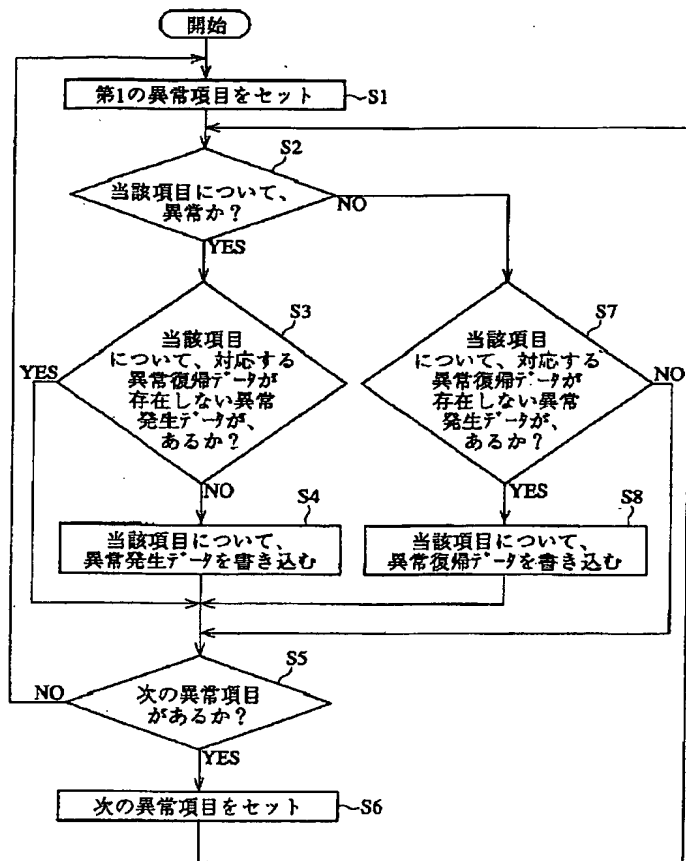 開始
第1の異常項目をセット
S1
S2
当該項目について、
異常か？
NO
YES
S3
当該項目
について、対応する
異常復帰データが
存在しない異常
発生データが、
あるか？
YES
NO
S7
当該項目
について、対応する
異常復帰データが
存在しない異常
発生データが、
あるか？
NO
YES
S4
当該項目について、
異常発生データを書き込む
S8
当該項目について、
異常復帰データを書き込む
S5
次の異常項目
があるか？
NO
YES
次の異常項目をセット
S6